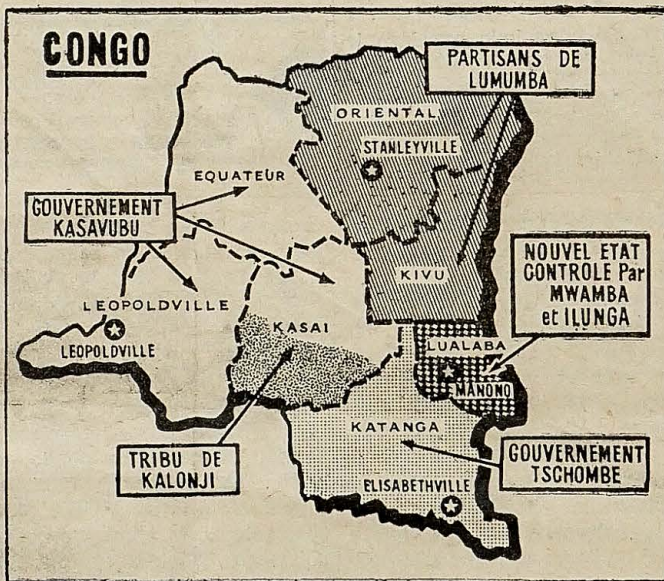 CONGO
PARTISANS DE
LUMUMBA
ORIENTAL
STANLEYVILLE
EQUATEUR
GOUVERNEMENT
KASAVUBU
KIVU
NOUVEL ETAT
CONTROLE Par
MWAMBA
et ILUNGA
LEOPOLDVILLE
LEOPOLDVILLE
KASAI
LUALABA
MANONO
KATANGA
TRIBU DE
KALONJI
GOUVERNEMENT
TSCHOMBE
ELISABETHVILLE